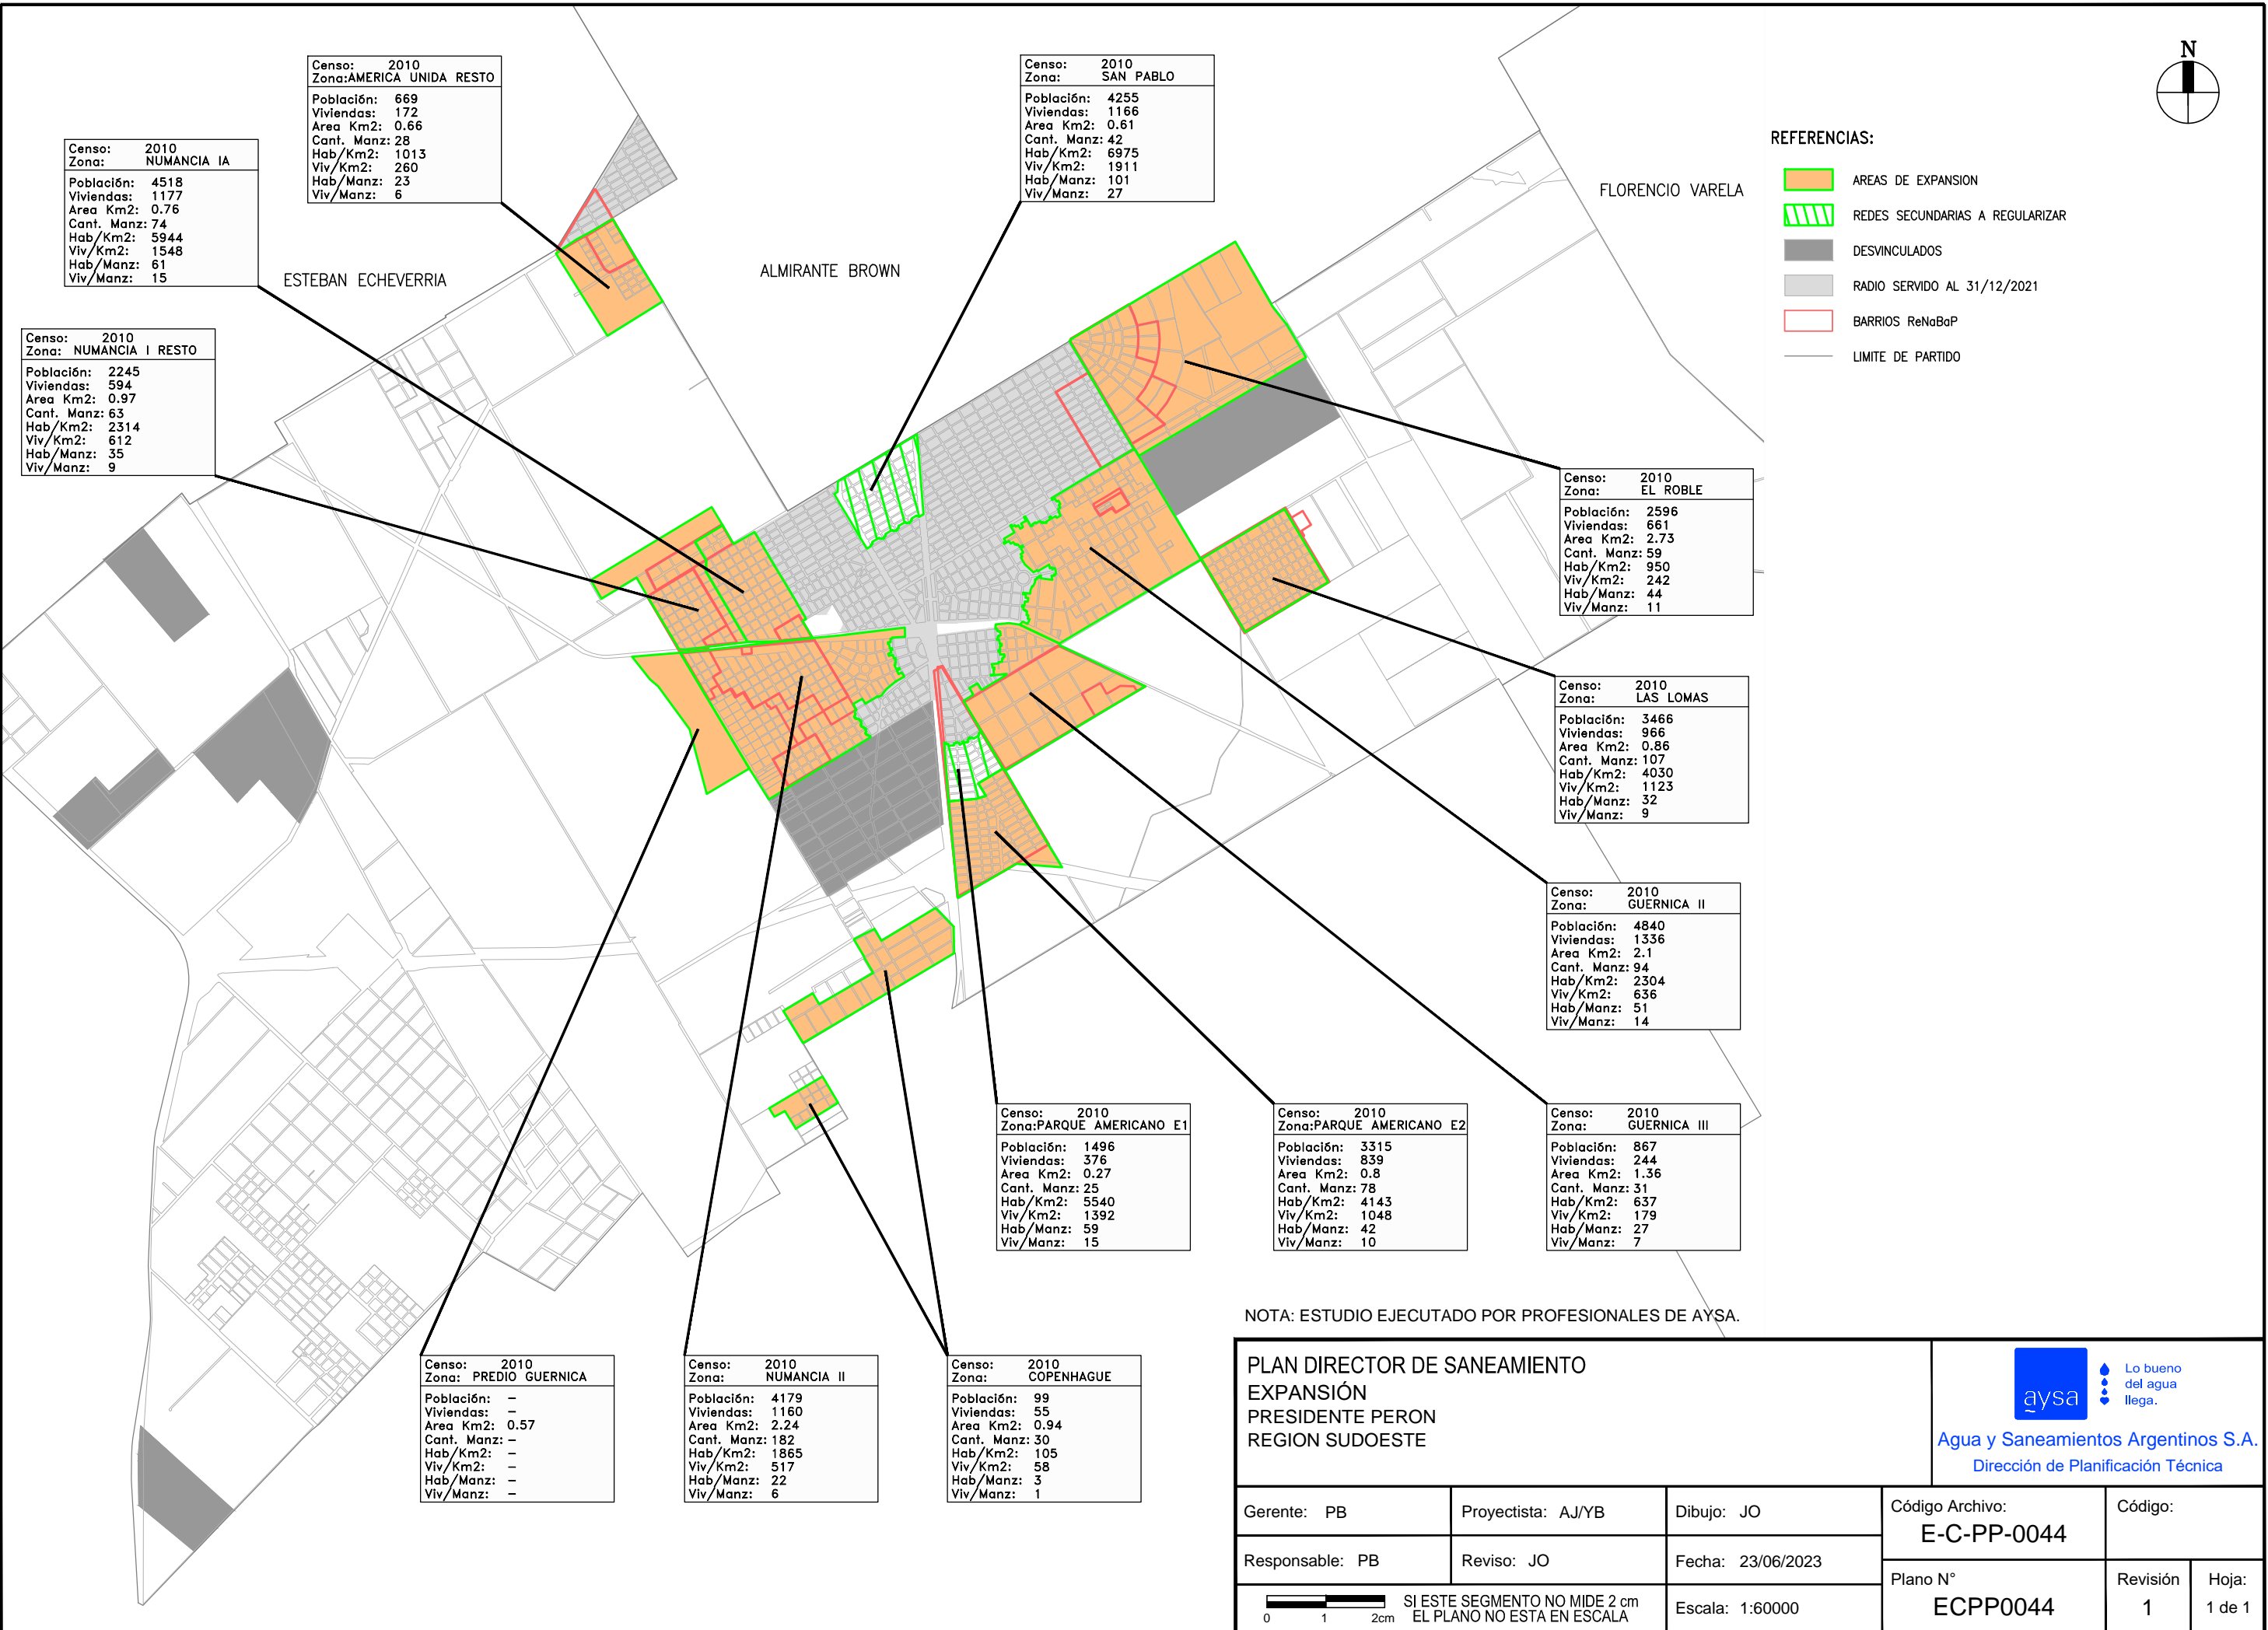 Censo: 2010
Zona:AMERICA UNIDA RESTO
Población: 669
Viviendas: 172
Area Km2: 0.66
Cant. Manz: 28
Hab/Km2: 1013
Viv/Km2: 260
Hab/Manz: 23
Viv/Manz: 6
Censo: 2010
Zona: SAN PABLO
Población: 4255
Viviendas: 1166
Area Km2: 0.61
Cant. Manz: 42
Hab/Km2: 6975
Viv/Km2: 1911
Hab/Manz: 101
Viv/Manz: 27
N
REFERENCIAS:
AREAS DE EXPANSION
REDES SECUNDARIAS A REGULARIZAR
DESVINCULADOS
RADIO SERVIDO AL 31/12/2021
BARRIOS ReNaBaP
LIMITE DE PARTIDO
FLORENCIO VARELA
ALMIRANTE BROWN
ESTEBAN ECHEVERRIA
Censo: 2010
Zona: NUMANCIA IA
Población: 4518
Viviendas: 1177
Area Km2: 0.76
Cant. Manz: 74
Hab/Km2: 5944
Viv/Km2: 1548
Hab/Manz: 61
Viv/Manz: 15
Censo: 2010
Zona: NUMANCIA I RESTO
Población: 2245
Viviendas: 594
Area Km2: 0.97
Cant. Manz: 63
Hab/Km2: 2314
Viv/Km2: 612
Hab/Manz: 35
Viv/Manz: 9
Censo: 2010
Zona: EL ROBLE
Población: 2596
Viviendas: 661
Area Km2: 2.73
Cant. Manz: 59
Hab/Km2: 950
Viv/Km2: 242
Hab/Manz: 44
Viv/Manz: 11
Censo: 2010
Zona: LAS LOMAS
Población: 3466
Viviendas: 966
Area Km2: 0.86
Cant. Manz: 107
Hab/Km2: 4030
Viv/Km2: 1123
Hab/Manz: 32
Viv/Manz: 9
Censo: 2010
Zona: GUERNICA II
Población: 4840
Viviendas: 1336
Area Km2: 2.1
Cant. Manz: 94
Hab/Km2: 2304
Viv/Km2: 636
Hab/Manz: 51
Viv/Manz: 14
Censo: 2010
Zona:PARQUE AMERICANO E1
Población: 1496
Viviendas: 376
Area Km2: 0.27
Cant. Manz: 25
Hab/Km2: 5540
Viv/Km2: 1392
Hab/Manz: 59
Viv/Manz: 15
Censo: 2010
Zona:PARQUE AMERICANO E2
Población: 3315
Viviendas: 839
Area Km2: 0.8
Cant. Manz: 78
Hab/Km2: 4143
Viv/Km2: 1048
Hab/Manz: 42
Viv/Manz: 10
Censo: 2010
Zona: GUERNICA III
Población: 867
Viviendas: 244
Area Km2: 1.36
Cant. Manz: 31
Hab/Km2: 637
Viv/Km2: 179
Hab/Manz: 27
Viv/Manz: 7
Censo: 2010
Zona: PREDIO GUERNICA
Población: –
Viviendas: –
Area Km2: 0.57
Cant. Manz: –
Hab/Km2: –
Viv/Km2: –
Hab/Manz: –
Viv/Manz: –
Censo: 2010
Zona: NUMANCIA II
Población: 4179
Viviendas: 1160
Area Km2: 2.24
Cant. Manz: 182
Hab/Km2: 1865
Viv/Km2: 517
Hab/Manz: 22
Viv/Manz: 6
Censo: 2010
Zona: COPENHAGUE
Población: 99
Viviendas: 55
Area Km2: 0.94
Cant. Manz: 30
Hab/Km2: 105
Viv/Km2: 58
Hab/Manz: 3
Viv/Manz: 1
NOTA: ESTUDIO EJECUTADO POR PROFESIONALES DE AYSA.
PLAN DIRECTOR DE SANEAMIENTO
EXPANSIÓN
PRESIDENTE PERON
REGION SUDOESTE
aysa
Lo bueno
del agua
llega.
Agua y Saneamientos Argentinos S.A.
Dirección de Planificación Técnica
Gerente: PB
Proyectista: AJ/YB
Dibujo: JO
Código Archivo:
E-C-PP-0044
Código:
Responsable: PB
Reviso: JO
Fecha: 23/06/2023
Plano N°
ECPP0044
Revisión
1
Hoja:
1 de 1
0 1 2cm
SI ESTE SEGMENTO NO MIDE 2 cm
EL PLANO NO ESTA EN ESCALA
Escala: 1:60000